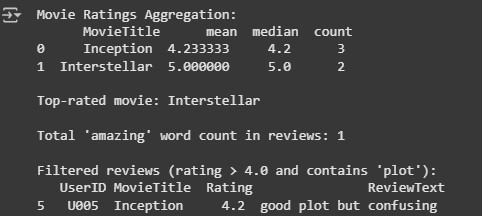 Movie Ratings Aggregation:
MovieTitle mean median count
0 Inception 4.233333 4.2 3
1 Interstellar 5.000000 5.0 2
Top-rated movie: Interstellar
Total 'amazing' word count in reviews: 1
Filtered reviews (rating > 4.0 and contains 'plot'):
UserID MovieTitle Rating ReviewText
5 U005 Inception 4.2 good plot but confusing